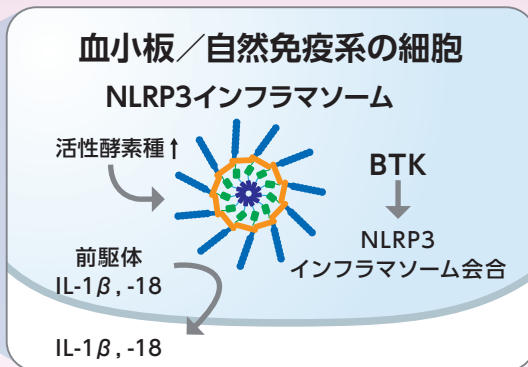 血小板／自然免疫系の細胞
NLRP3インフラマソーム
活性酵素種↑
BTK
NLRP3
インフラマソーム会合
前駆体
IL-1β, -18
IL-1β, -18